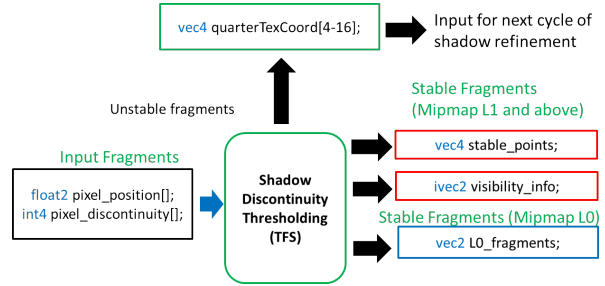 vec4 quarterTexCoord[4-16];
Input for next cycle of
shadow refinement
Unstable fragments
Stable Fragments
(Mipmap L1 and above)
Input Fragments
vec4 stable_points;
float2 pixel_position[];
int4 pixel_discontinuity[];
Shadow
Discontinuity
Thresholding
(TFS)
ivec2 visibility_info;
Stable Fragments (Mipmap L0)
vec2 L0_fragments;